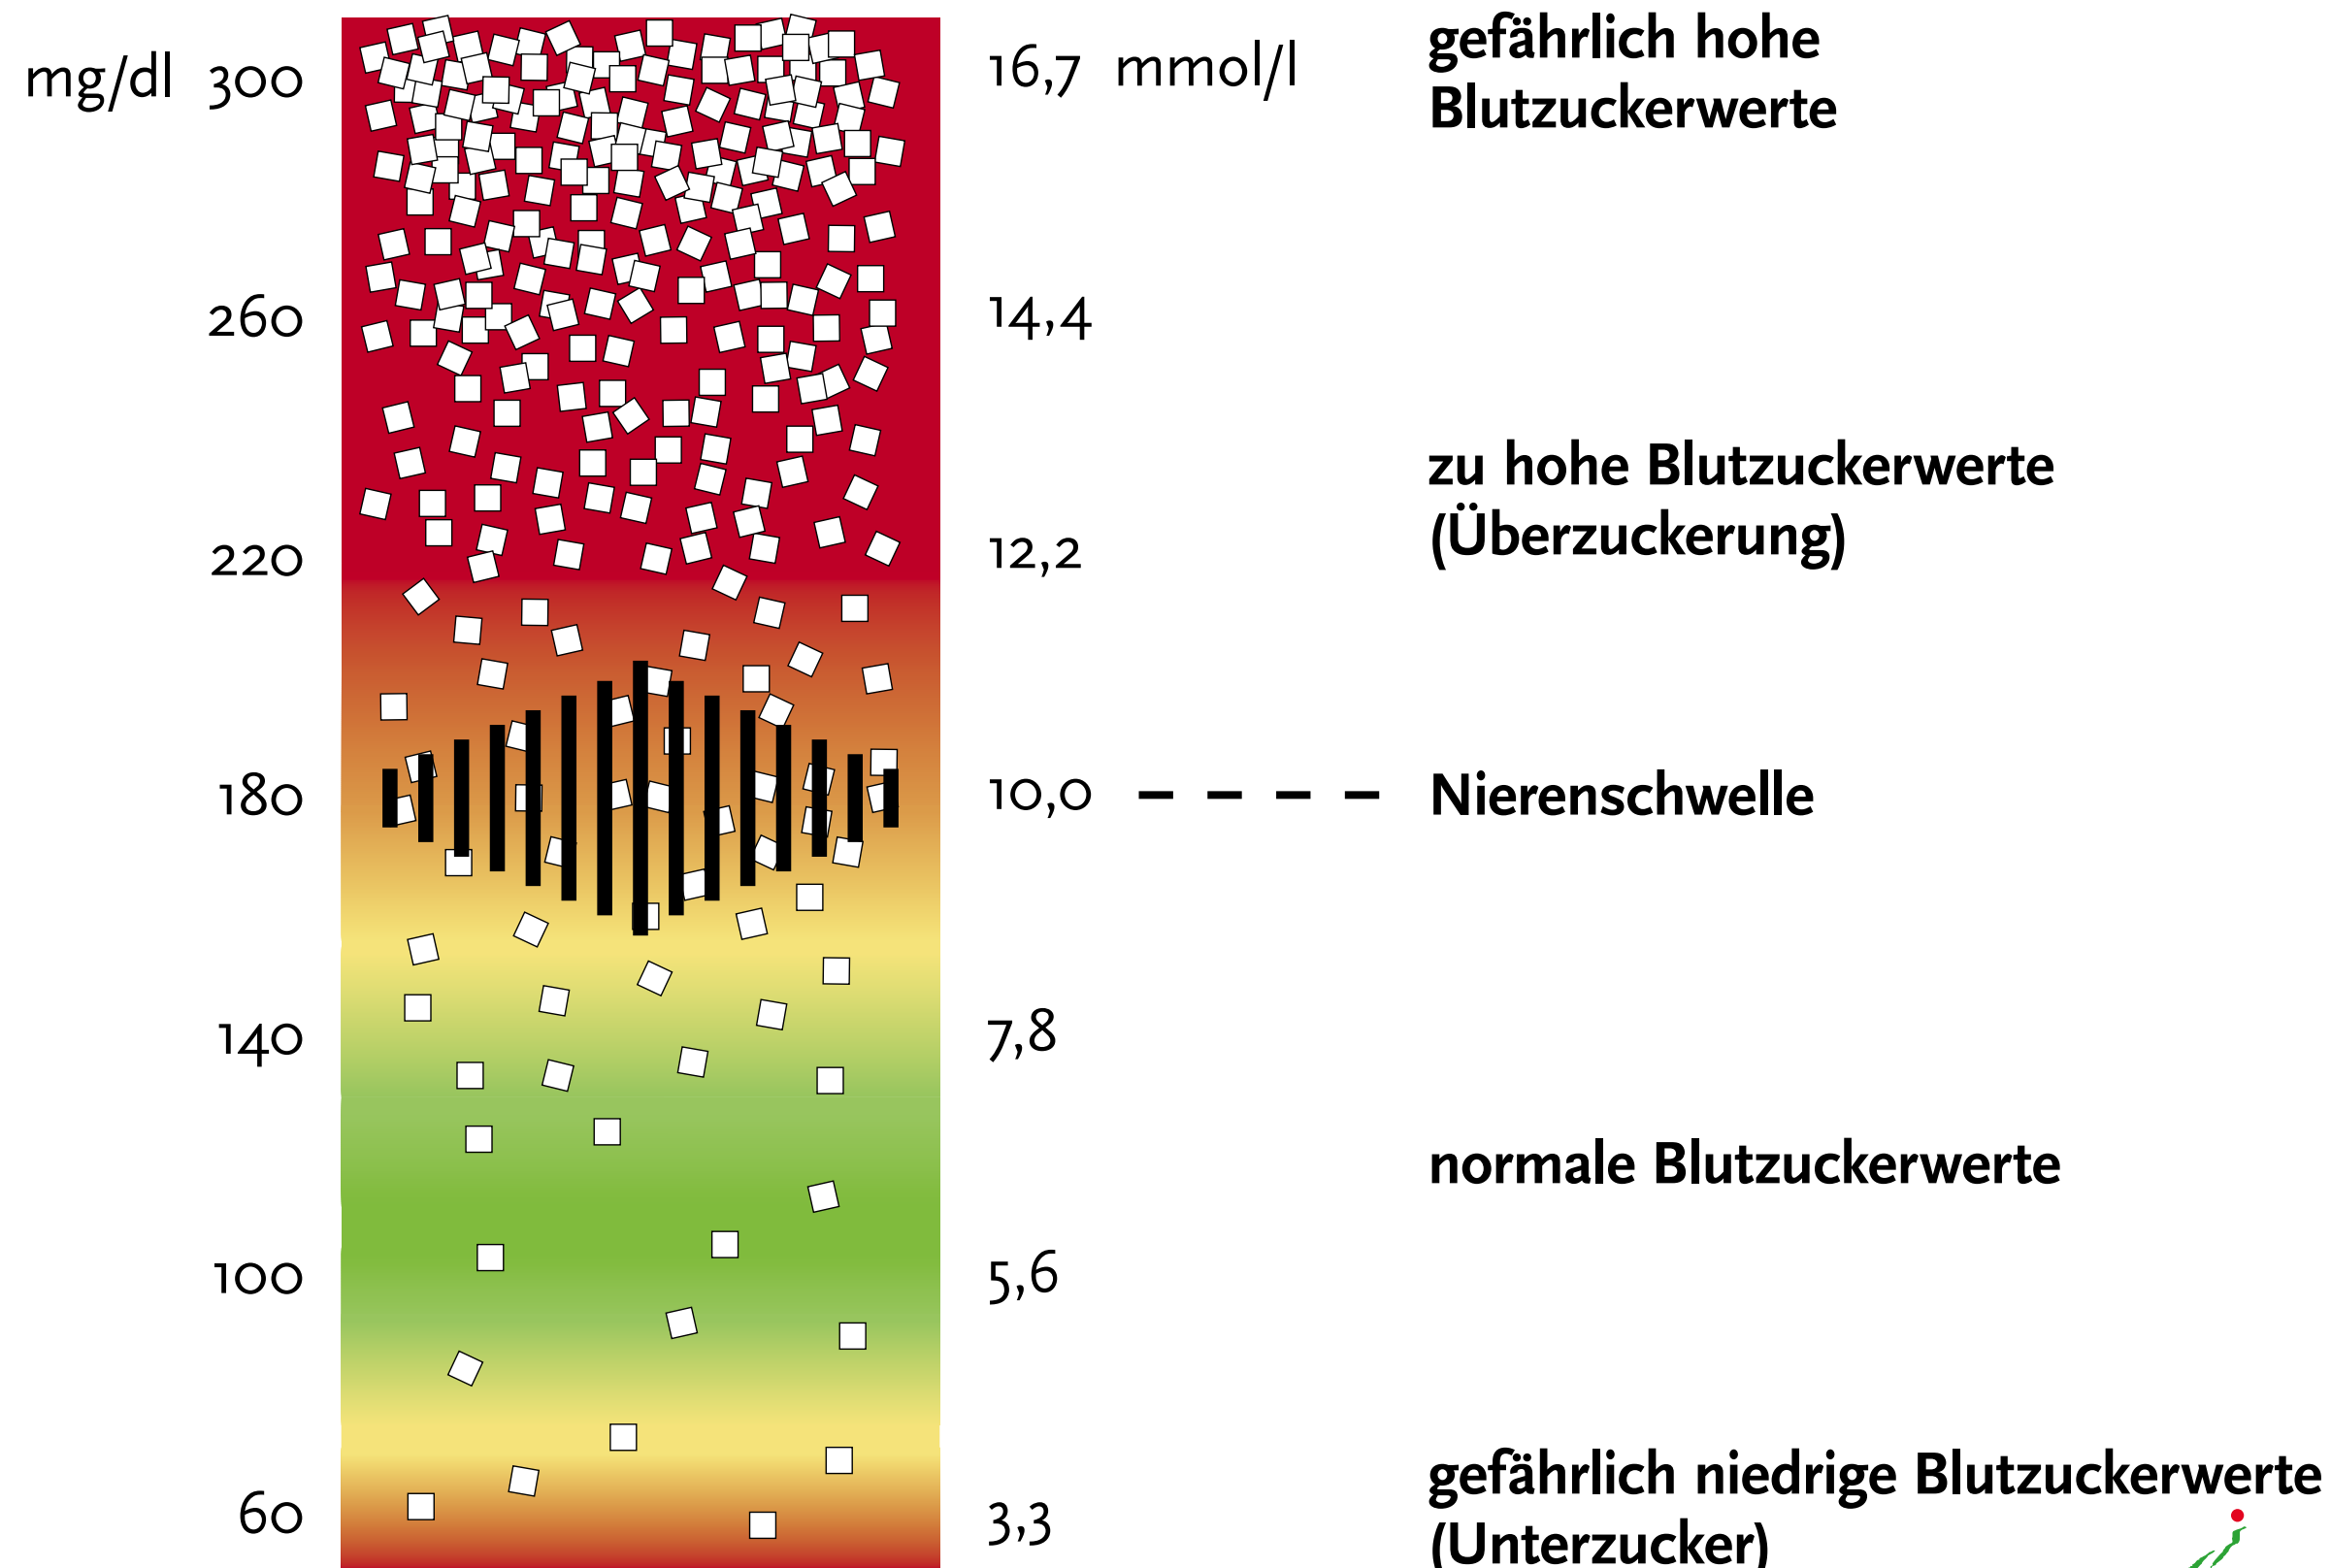 mg/dl 300 16,7 mmol/l gefährlich hohe
Blutzuckerwerte
260 14,4
zu hohe Blutzuckerwerte
(Überzuckerung)
220 12,2
180 10,0 Nierenschwelle
140 7,8
normale Blutzuckerwerte
100 5,6
gefährlich niedrige Blutzuckerwerte
60 3,3 (Unterzucker)